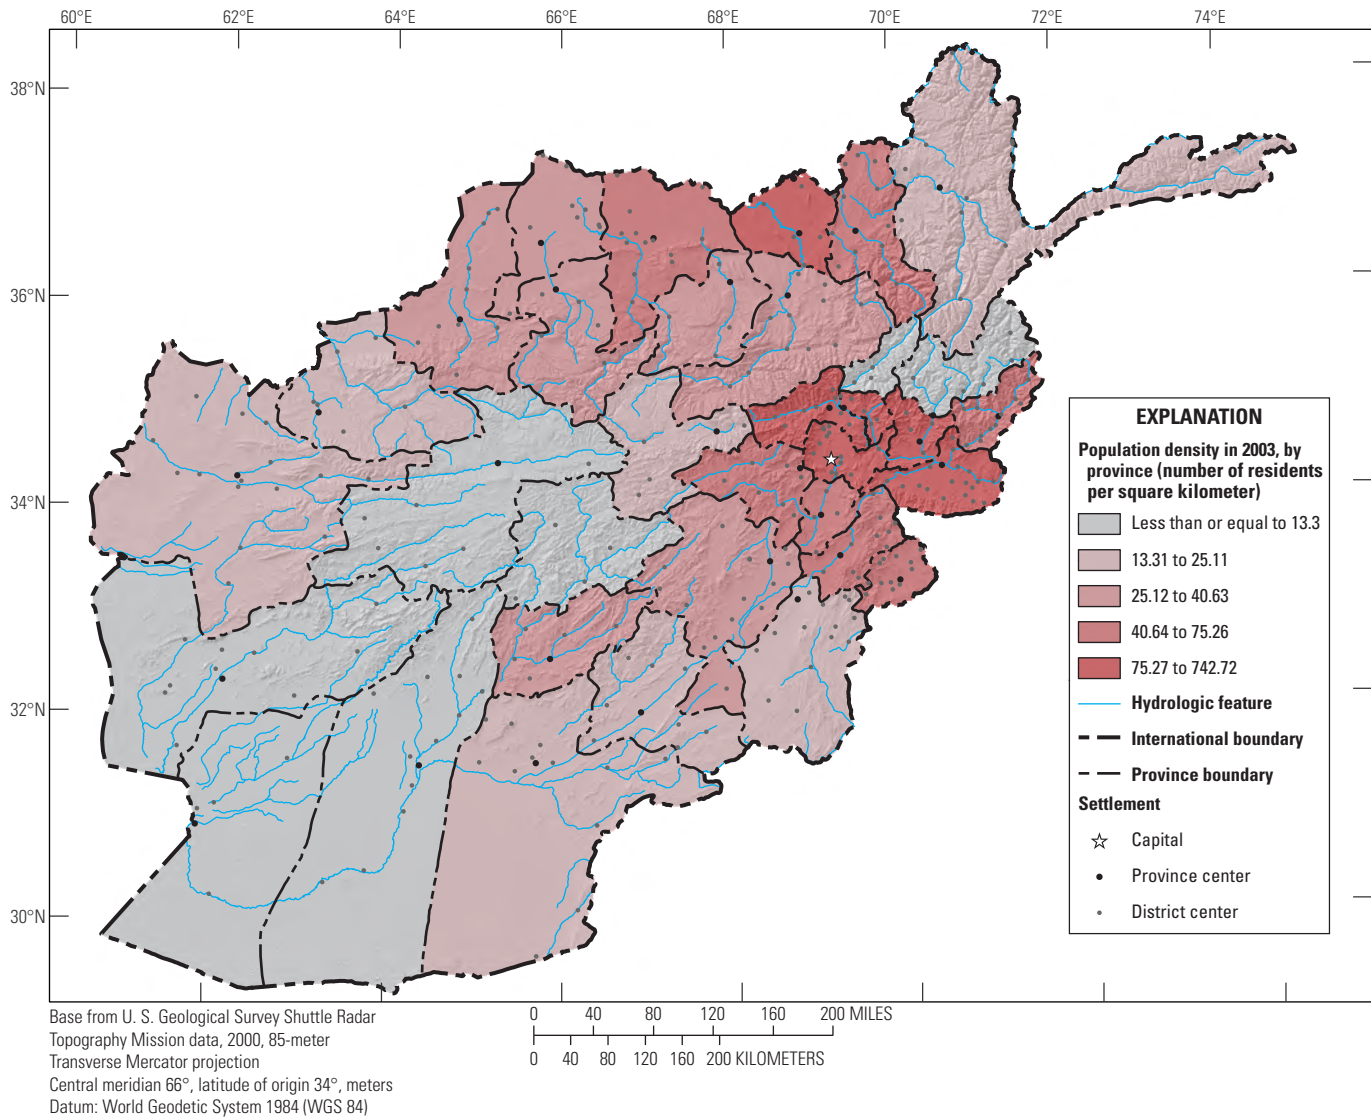 60°E 62°E 64°E 66°E 68°E 70°E 72°E 74°E
38°N
36°N
34°N
32°N
30°N
EXPLANATION
Population density in 2003, by
province (number of residents
per square kilometer)
Less than or equal to 13.3
13.31 to 25.11
25.12 to 40.63
40.64 to 75.26
75.27 to 742.72
Hydrologic feature
International boundary
Province boundary
Settlement
Capital
Province center
District center
Base from U. S. Geological Survey Shuttle Radar
Topography Mission data, 2000, 85-meter
Transverse Mercator projection
Central meridian 66°, latitude of origin 34°, meters
Datum: World Geodetic System 1984 (WGS 84)
0 40 80 120 160 200 MILES
0 40 80 120 160 200 KILOMETERS